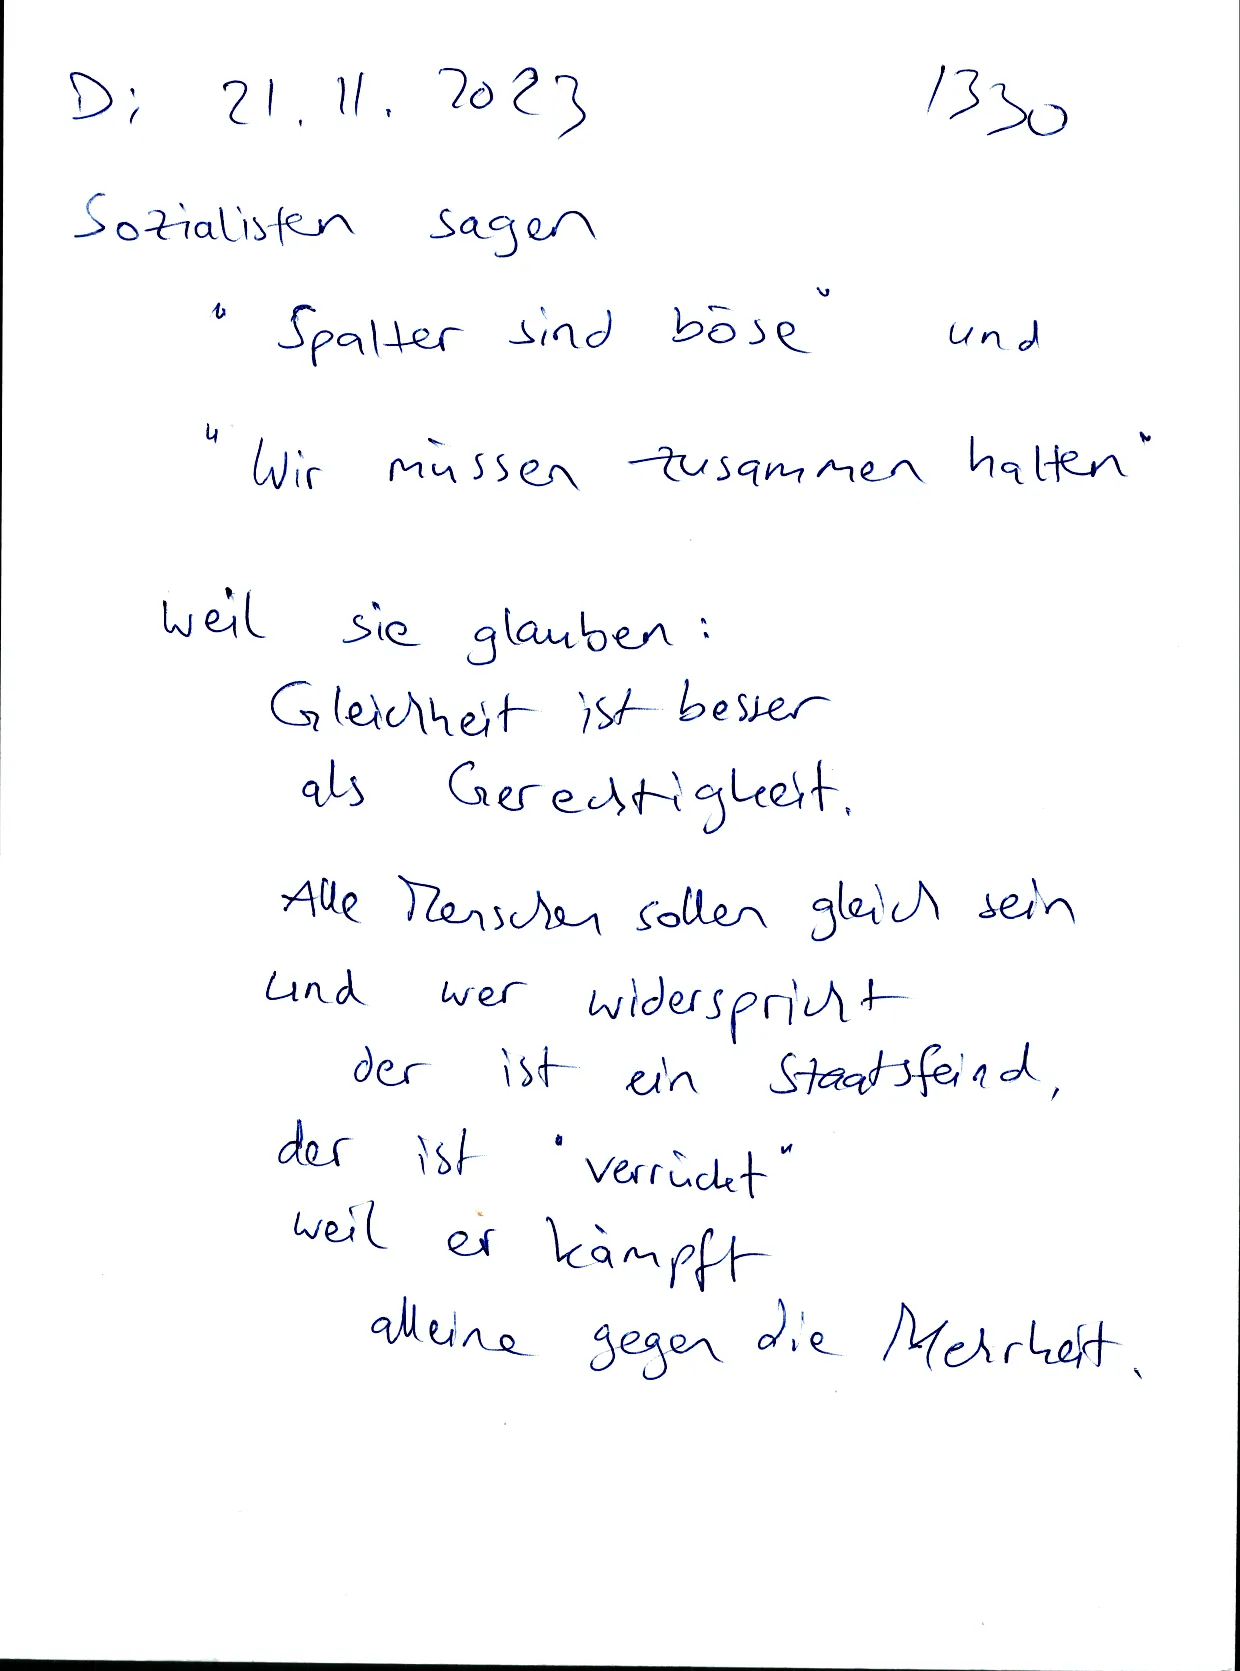 Di 21.11.2023 1330
Sozialisten sagen
"Spalter sind böse" und
"Wir müssen zusammen halten"
weil sie glauben:
Gleichheit ist besser
als Gerechtigkeit.
Alle Menschen sollen gleich sein
und wer widerspricht
der ist ein Staatsfeind,
der ist "verrückt"
weil er kämpft
alleine gegen die Mehrheit.